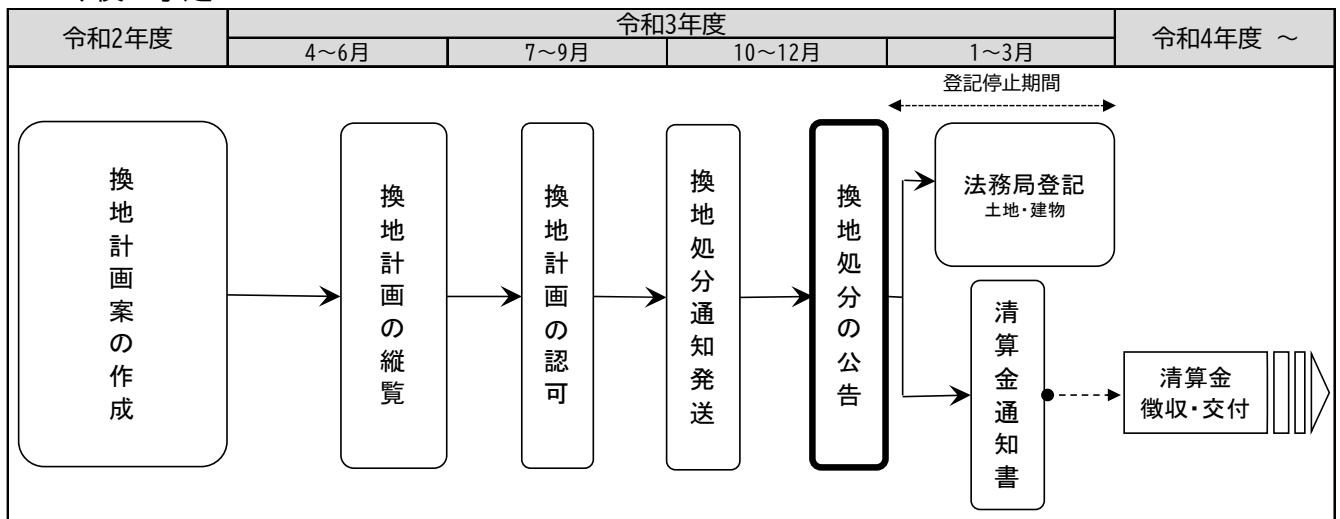 令和2年度
令和3年度
令和4年度 ~
4~6月
7~9月
10~12月
1~3月
登記停止期間
換地計画案の作成
換地計画の縦覧
換地計画の認可
換地処分通知発送
換地処分の公告
法務局登記
土地・建物
清算金通知書
清算金
徴収・交付